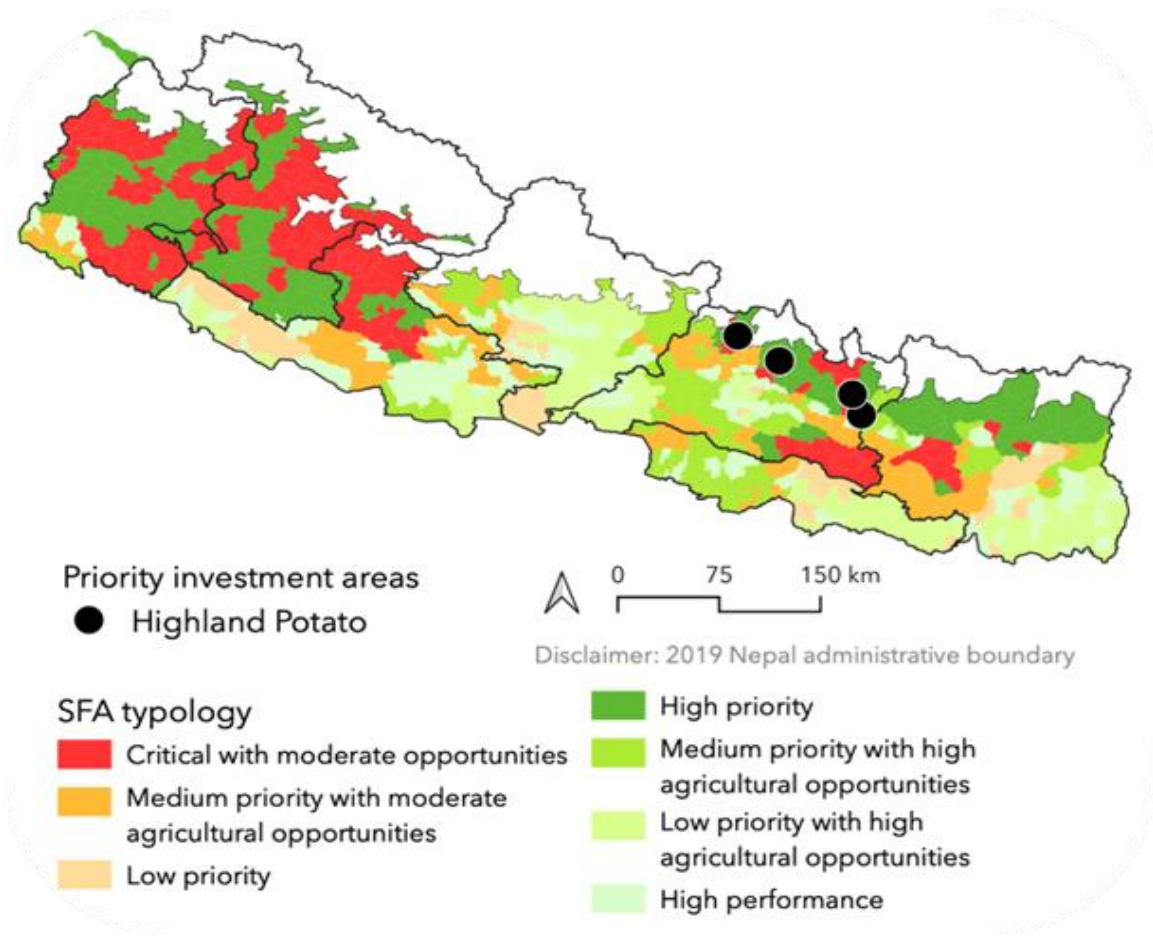 Priority investment areas
Highland Potato
0 75 150 km
Disclaimer: 2019 Nepal administrative boundary
SFA typology
Critical with moderate opportunities
Medium priority with moderate
agricultural opportunities
Low priority
High priority
Medium priority with high
agricultural opportunities
Low priority with high
agricultural opportunities
High performance